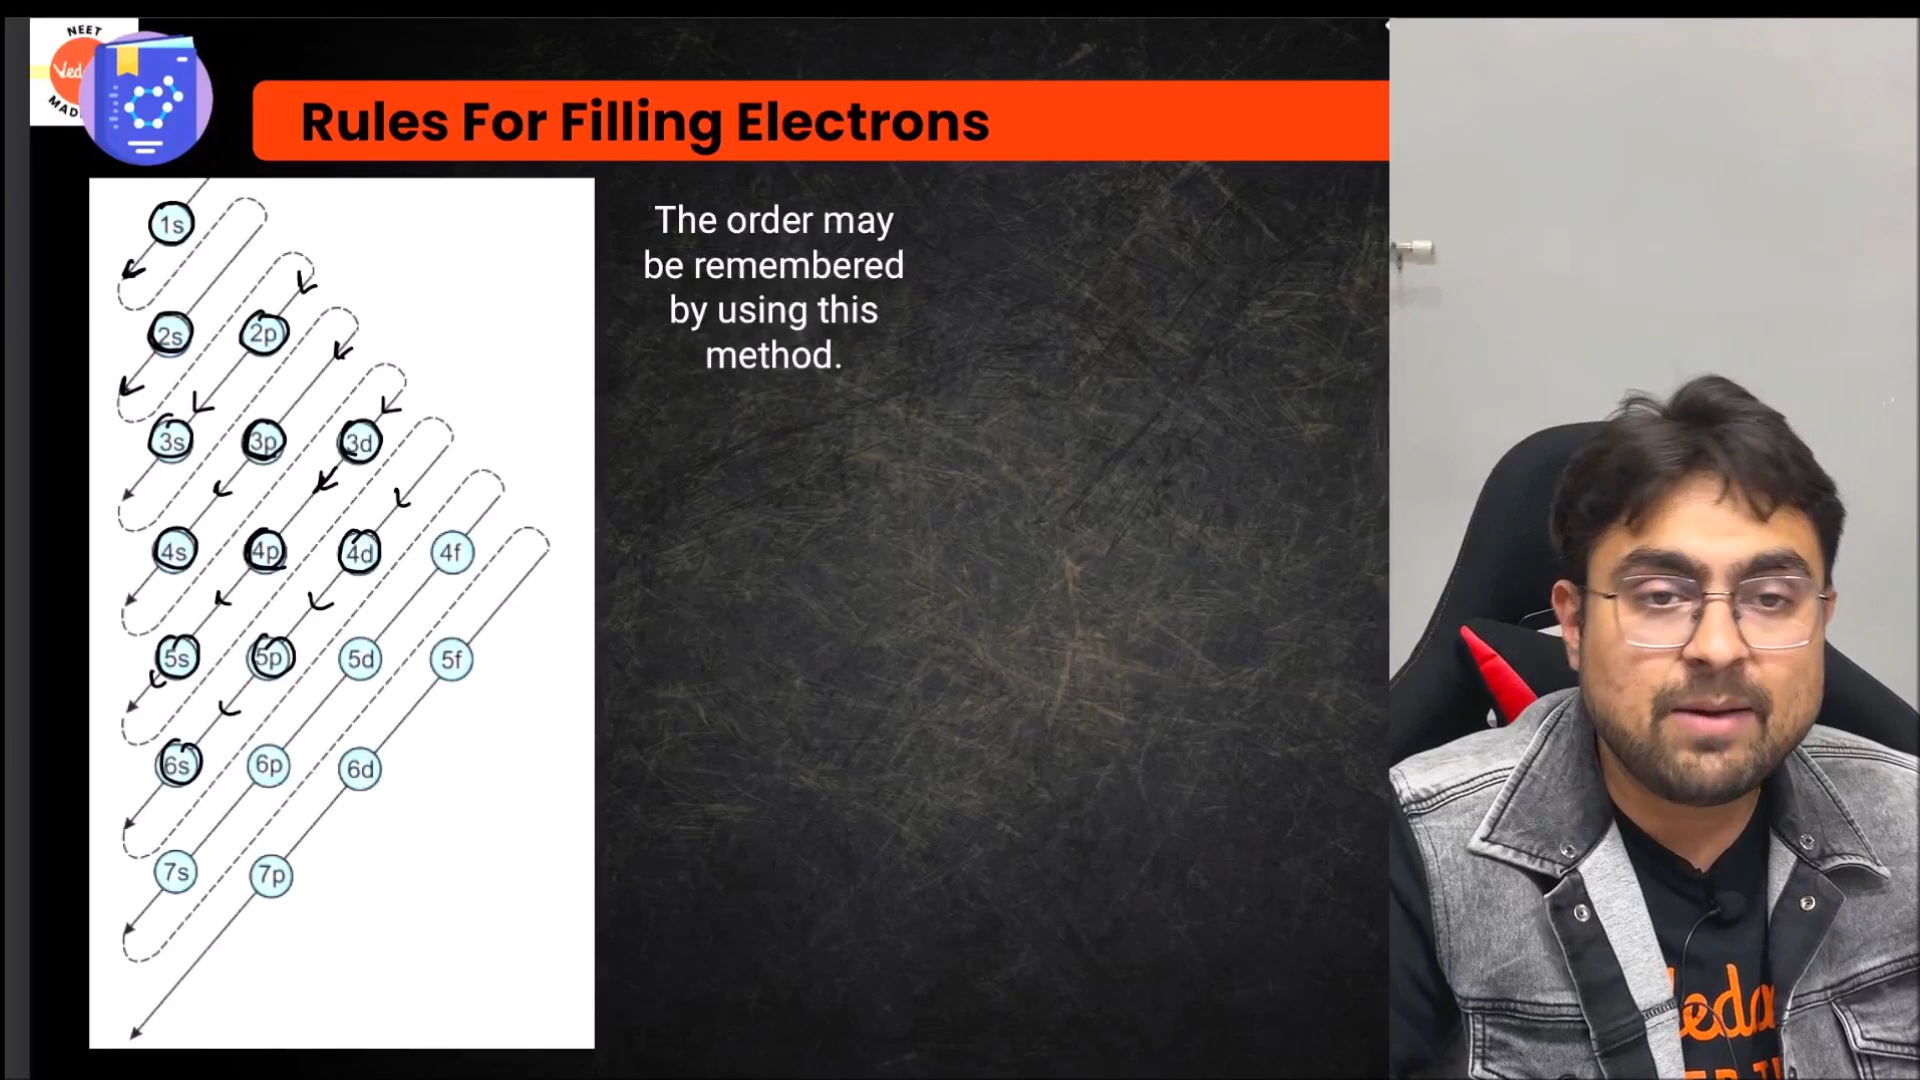 NEET
Ved
MAD
Rules For Filling Electrons
1s
The order may
be remembered
by using this
method.
2s 2p
3s 3p 3d
4s 4p 4d 4f
5s 5p 5d 5f
6s 6p 6d
7s 7p